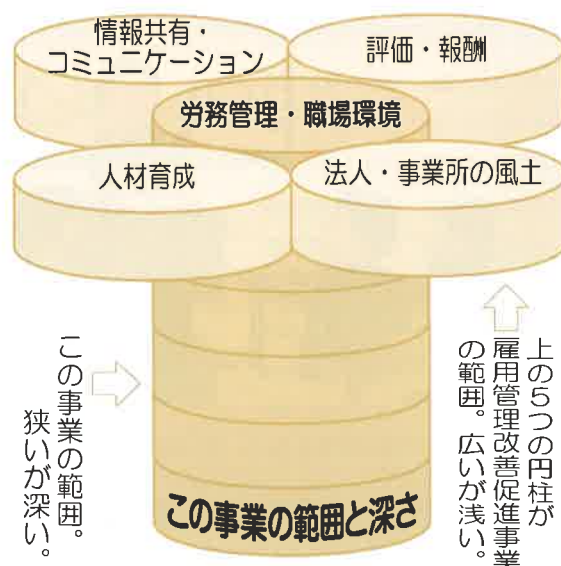 情報共有・
コミュニケーション
評価・報酬
労務管理・職場環境
人材育成
法人・事業所の風土
上の5つの円柱が
雇用管理改善促進事業
の範囲。広いが浅い。
この事業の範囲。
狭いが深い。
この事業の範囲と深さ